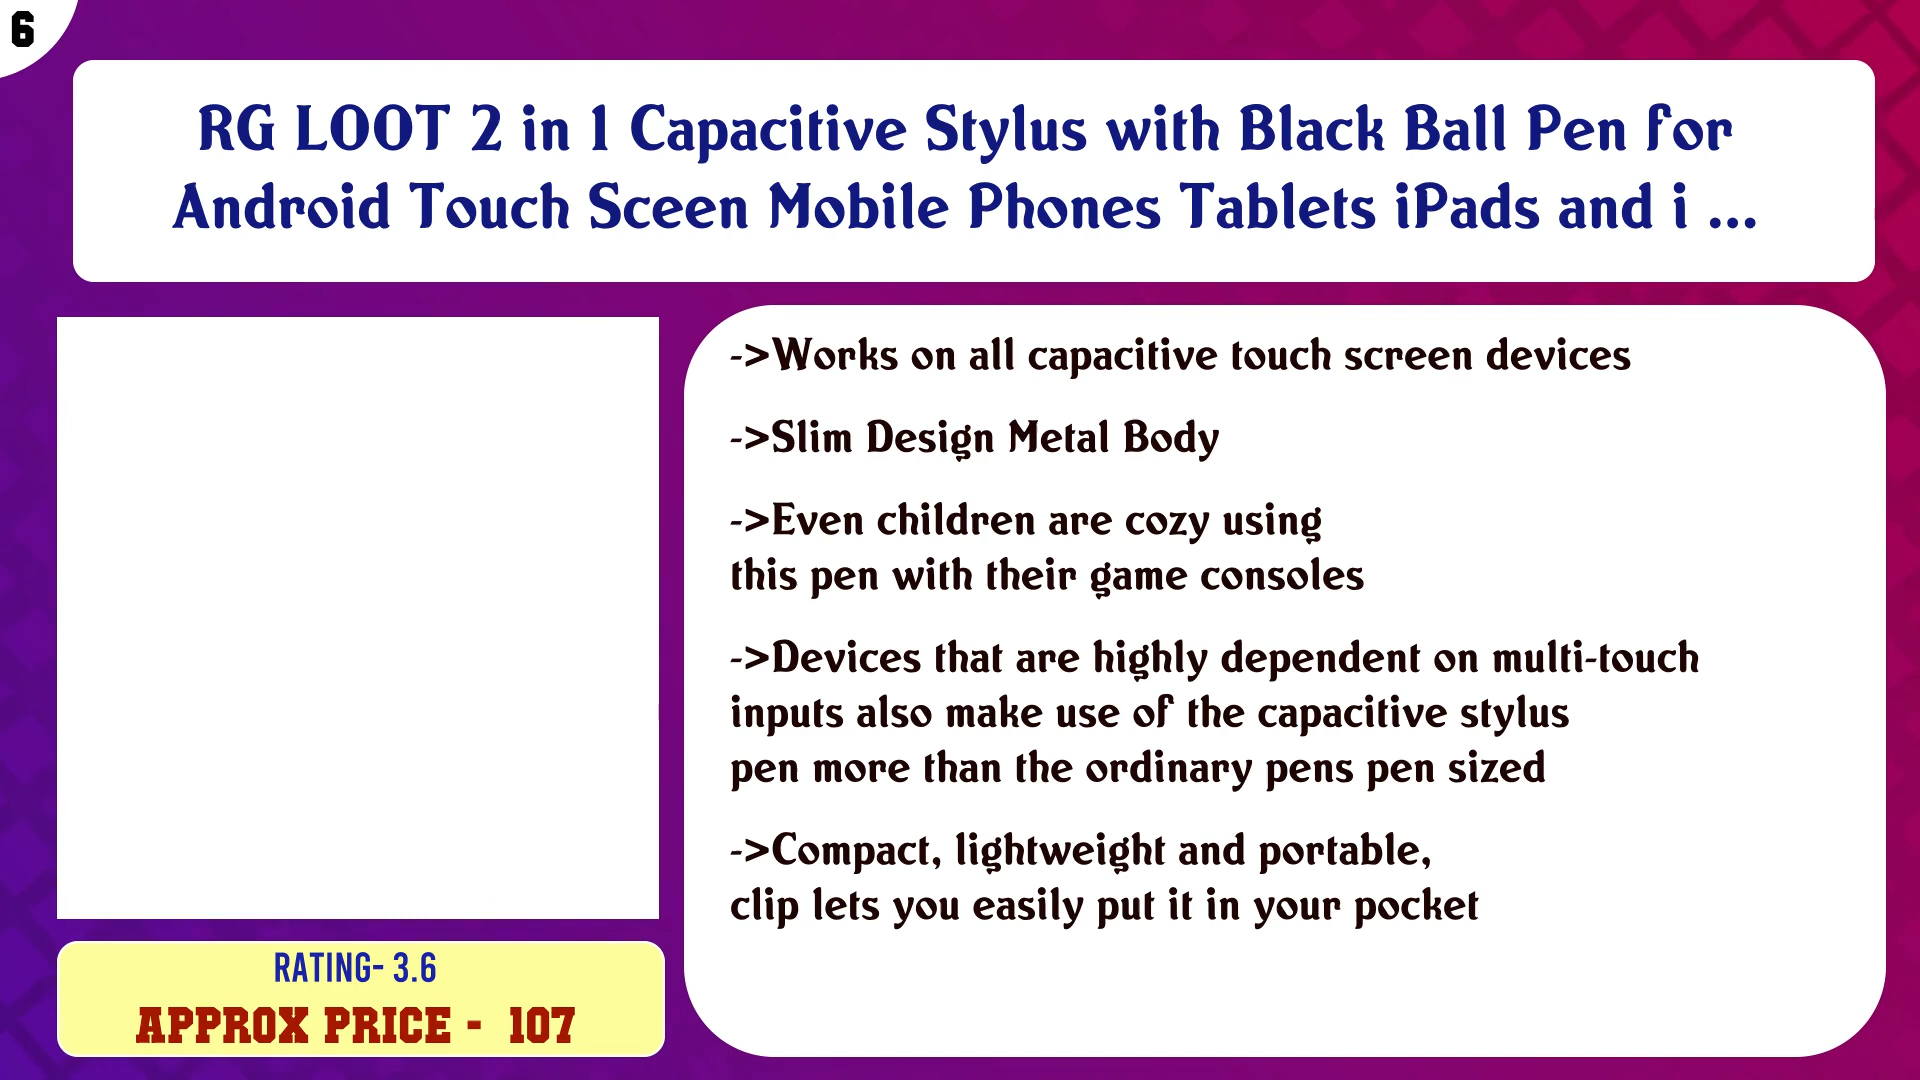 6
RG LOOT 2 in 1 Capacitive Stylus with Black Ball Pen for
Android Touch Sceen Mobile Phones Tablets iPads and i ...
->Works on all capacitive touch screen devices
->Slim Design Metal Body
->Even children are cozy using
this pen with their game consoles
->Devices that are highly dependent on multi-touch
inputs also make use of the capacitive stylus
pen more than the ordinary pens pen sized
->Compact, lightweight and portable,
clip lets you easily put it in your pocket
RATING- 3.6
APPROX PRICE - 107